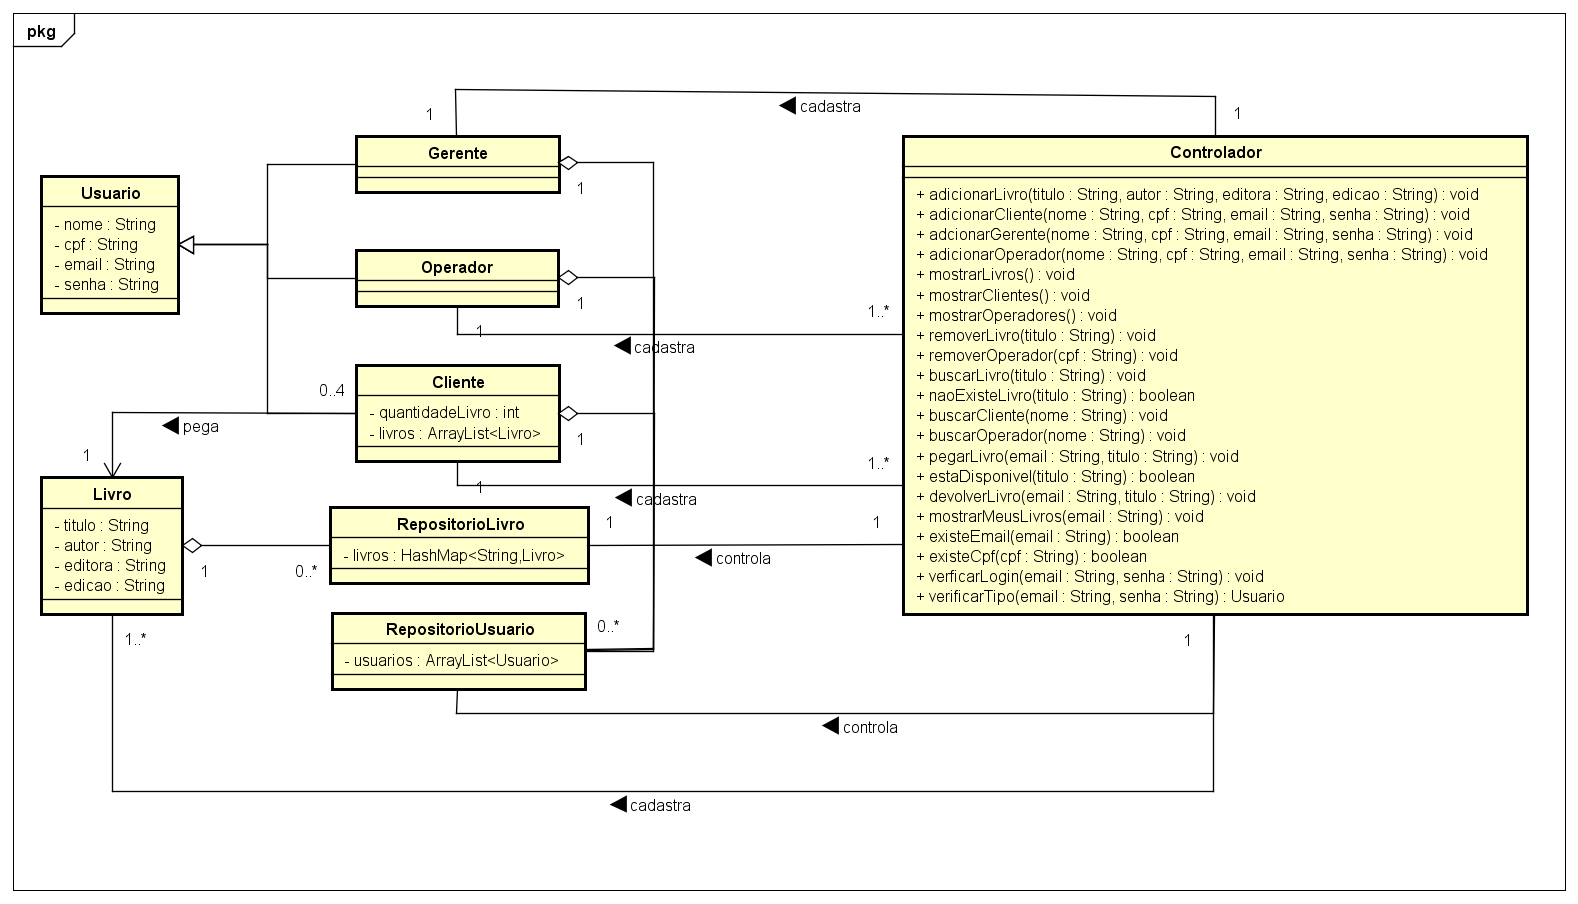 pkg
cadastra
1
1
Gerente
1
Usuario
- nome : String
- cpf : String
- email : String
- senha : String
Operador
1
1
1..*
cadastra
Cliente
- quantidadeLivro : int
- livros : ArrayList<Livro>
0..4
1
pega
1
1
1..*
cadastra
Livro
- titulo : String
- autor : String
- editora : String
- edicao : String
1
0..*
1..*
RepositorioLivro
- livros : HashMap<String,Livro>
1
1
controla
RepositorioUsuario
- usuarios : ArrayList<Usuario>
0..*
Controlador
+ adicionarLivro(titulo : String, autor : String, editora : String, edicao : String) : void
+ adicionarCliente(nome : String, cpf : String, email : String, senha : String) : void
+ adcionarGerente(nome : String, cpf : String, email : String, senha : String) : void
+ adicionarOperador(nome : String, cpf : String, email : String, senha : String) : void
+ mostrarLivros() : void
+ mostrarClientes() : void
+ mostrarOperadores() : void
+ removerLivro(titulo : String) : void
+ removerOperador(cpf : String) : void
+ buscarLivro(titulo : String) : void
+ naoExisteLivro(titulo : String) : boolean
+ buscarCliente(nome : String) : void
+ buscarOperador(nome : String) : void
+ pegarLivro(email : String, titulo : String) : void
+ estaDisponivel(titulo : String) : boolean
+ devolverLivro(email : String, titulo : String) : void
+ mostrarMeusLivros(email : String) : void
+ existeEmail(email : String) : boolean
+ existeCpf(cpf : String) : boolean
+ verficarLogin(email : String, senha : String) : void
+ verificarTipo(email : String, senha : String) : Usuario
1
controla
cadastra